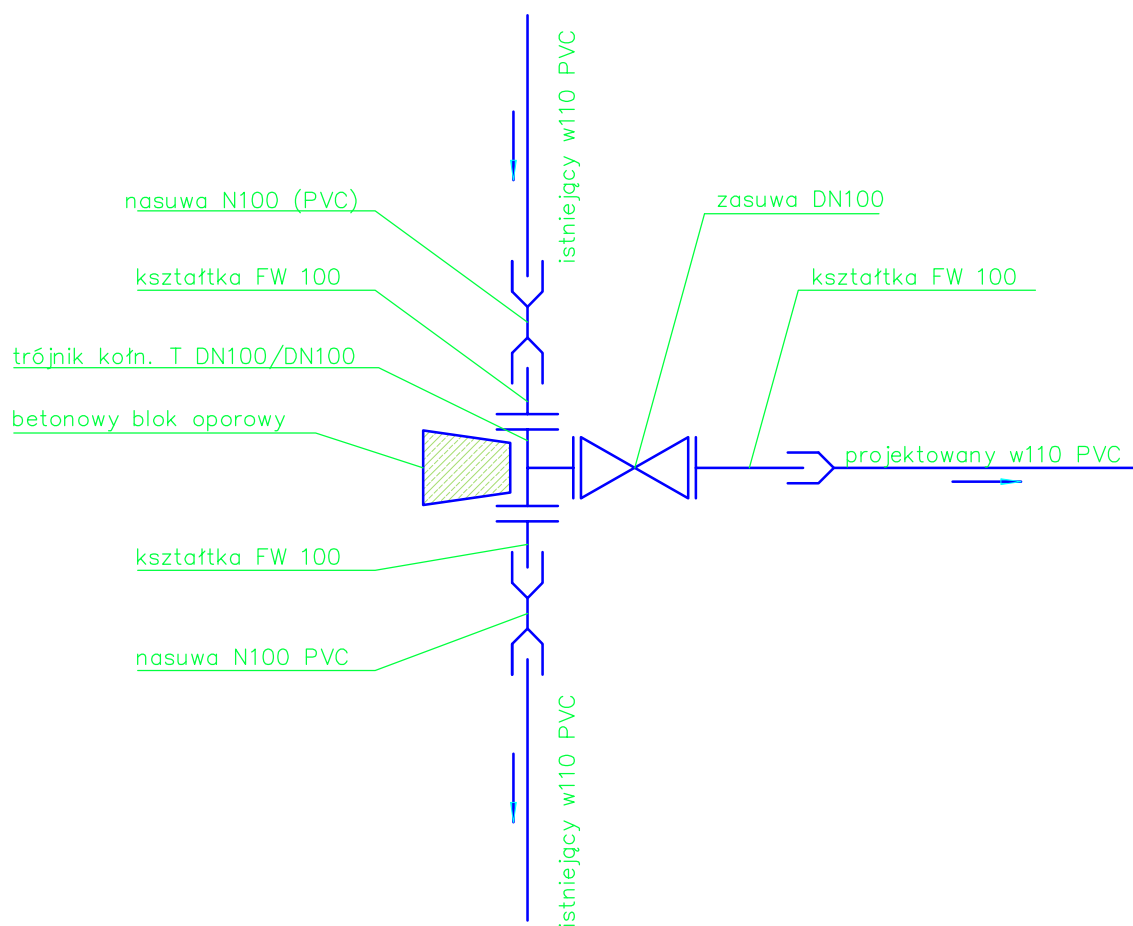 istniejący w110 PVC
nasuwa N100 (PVC)
zasuwa DN100
kształtka FW 100
kształtka FW 100
trójnik kołn. T DN100/DN100
betonowy blok oporowy
projektowany w110 PVC
kształtka FW 100
nasuwa N100 PVC
istniejący w110 PVC